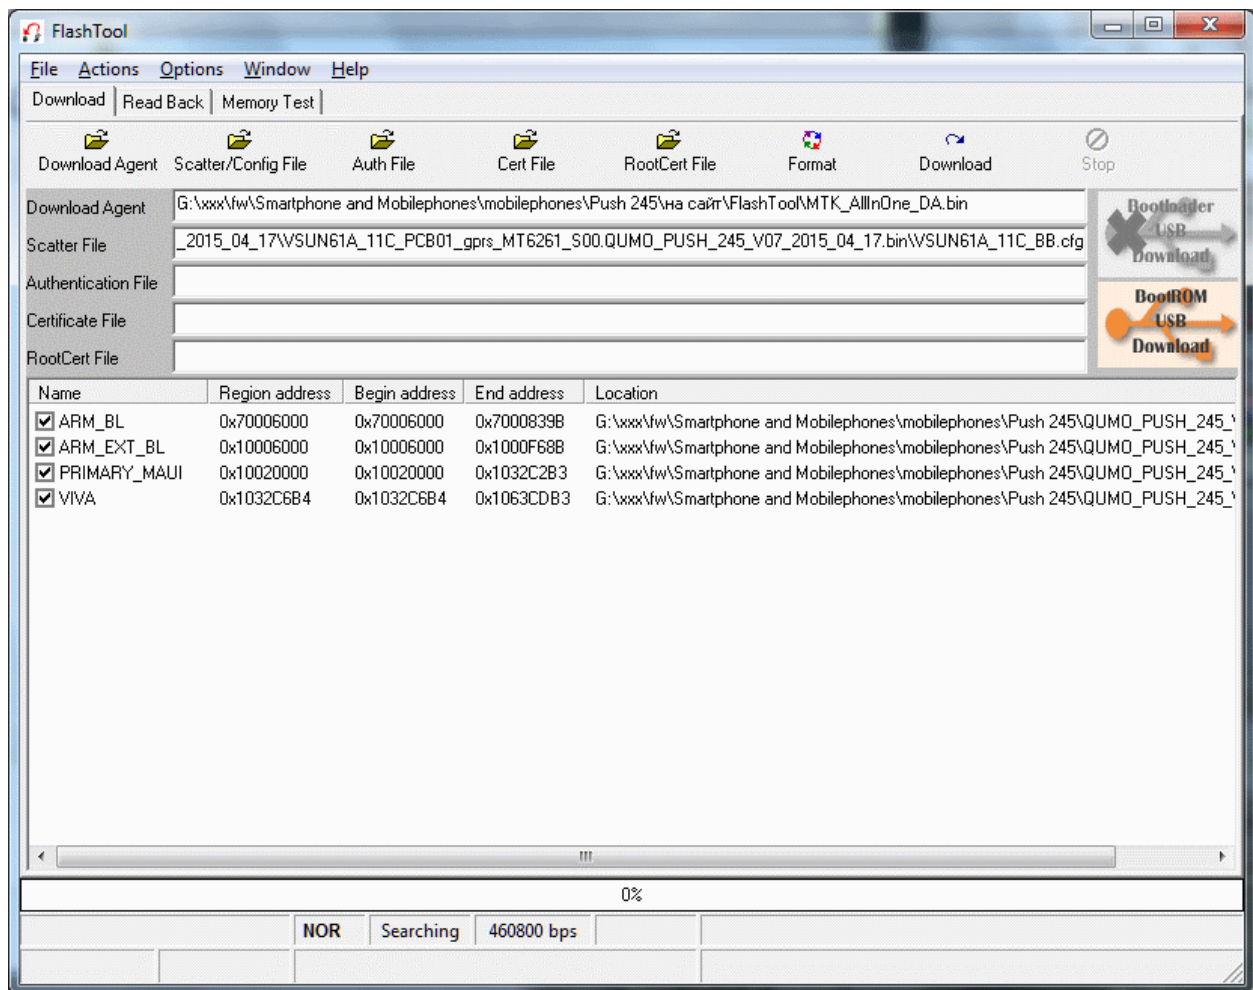 FlashTool
File Actions Options Window Help
Download Read Back Memory Test
Download Agent Scatter/Config File Auth File Cert File RootCert File Format Download Stop
Download Agent G:\xxx\fw\Smartphone and Mobilephones\mobilephones\Push 245\на сайт\FlashTool\MTK_AllInOne_DA.bin
Scatter File _2015_04_17\VSUN61A_11C_PCB01_gprs_MT6261_S00.QUMO_PUSH_245_V07_2015_04_17.bin\VSUN61A_11C_BB.cfg
Authentication File
Certificate File
RootCert File
Bootloader
USB
Download
BootROM
USB
Download
Name Region address Begin address End address Location
ARM_BL 0x70006000 0x70006000 0x7000839B G:\xxx\fw\Smartphone and Mobilephones\mobilephones\Push 245\QUMO_PUSH_245_
ARM_EXT_BL 0x10006000 0x10006000 0x1000F68B G:\xxx\fw\Smartphone and Mobilephones\mobilephones\Push 245\QUMO_PUSH_245_
PRIMARY_MAUI 0x10020000 0x10020000 0x1032C2B3 G:\xxx\fw\Smartphone and Mobilephones\mobilephones\Push 245\QUMO_PUSH_245_
VIVA 0x1032C6B4 0x1032C6B4 0x1063CDB3 G:\xxx\fw\Smartphone and Mobilephones\mobilephones\Push 245\QUMO_PUSH_245_
0%
NOR Searching 460800 bps